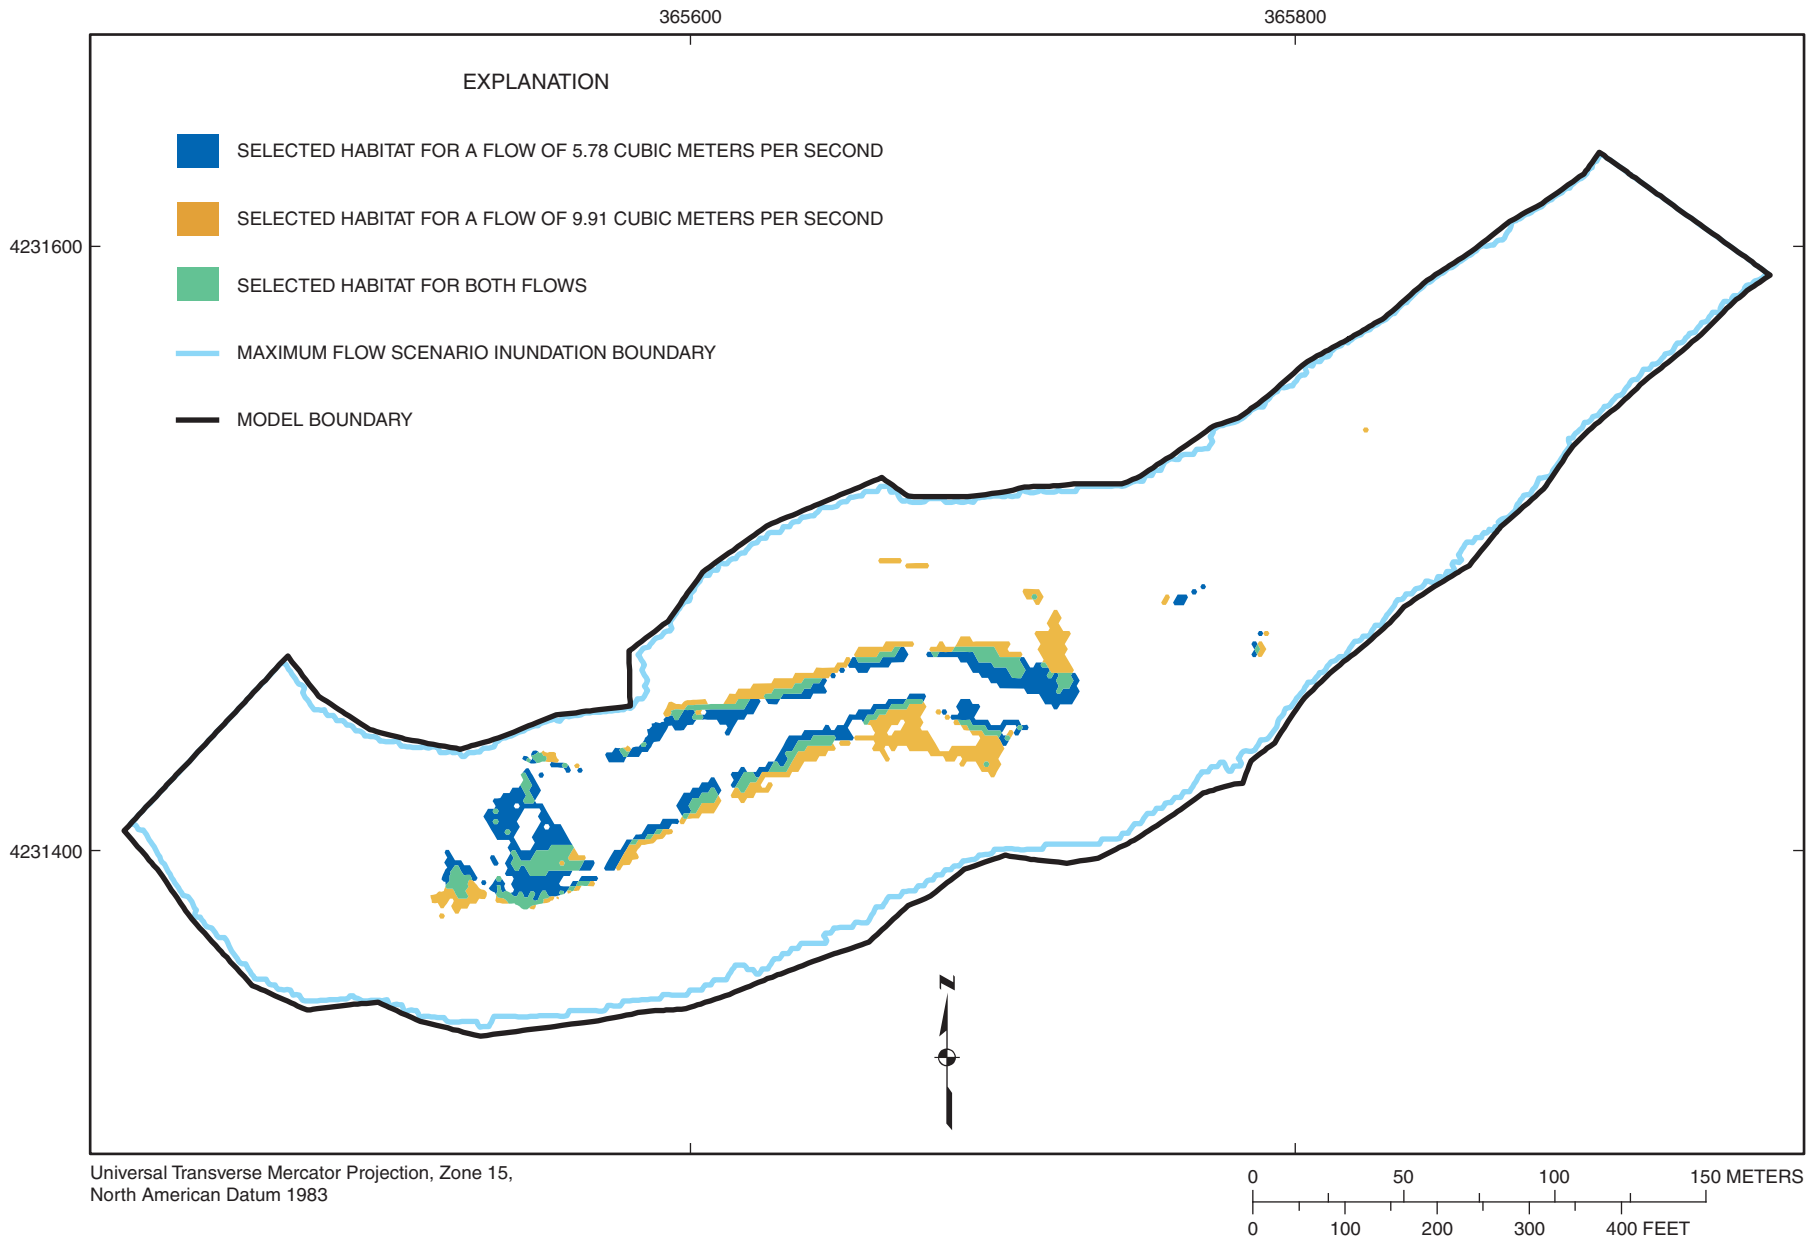 365600 365800
EXPLANATION
SELECTED HABITAT FOR A FLOW OF 5.78 CUBIC METERS PER SECOND
SELECTED HABITAT FOR A FLOW OF 9.91 CUBIC METERS PER SECOND
4231600
SELECTED HABITAT FOR BOTH FLOWS
MAXIMUM FLOW SCENARIO INUNDATION BOUNDARY
MODEL BOUNDARY
4231400
N
Universal Transverse Mercator Projection, Zone 15,
North American Datum 1983
0 50 100 150 METERS
0 100 200 300 400 FEET